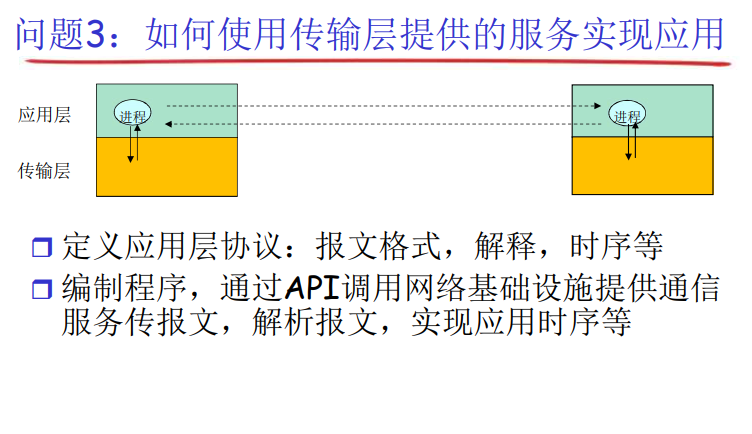 问题3：如何使用传输层提供的服务实现应用
应用层
进程
进程
传输层
定义应用层协议：报文格式，解释，时序等
编制程序，通过API调用网络基础设施提供通信
服务传报文，解析报文，实现应用时序等